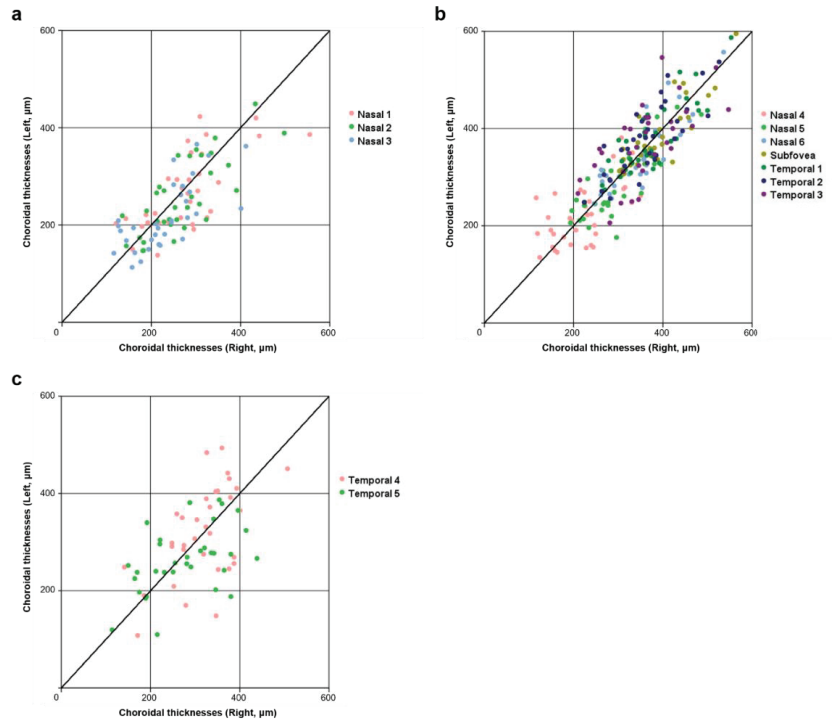 a
600
400
200
0
200
400
600
Choroidal thicknesses (Left, µm)
Choroidal thicknesses (Right, µm)
Nasal 1
Nasal 2
Nasal 3
b
600
400
200
0
200
400
600
Choroidal thicknesses (Left, µm)
Choroidal thicknesses (Right, µm)
Nasal 4
Nasal 5
Nasal 6
Subfovea
Temporal 1
Temporal 2
Temporal 3
c
600
400
200
0
200
400
600
Choroidal thicknesses (Left, µm)
Choroidal thicknesses (Right, µm)
Temporal 4
Temporal 5